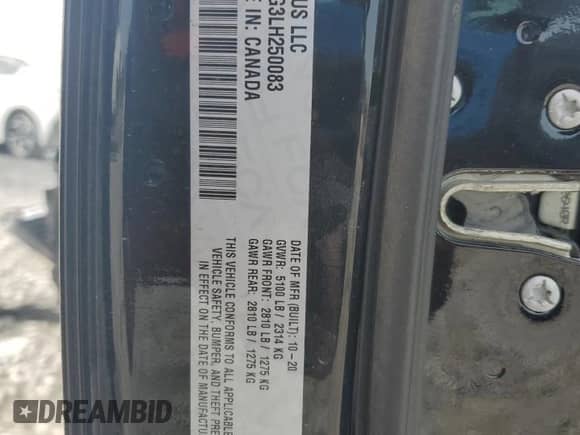 US LLC
G3LH250083
E IN: CANADA
DATE OF MFR (BUILT): 10-20
GVWR: 5100 LB / 2314 KG
GAWR FRONT: 2810 LB / 1275 KG
GAWR REAR: 2810 LB / 1275 KG
THIS VEHICLE CONFORMS TO ALL APPLICABLE
VEHICLE SAFETY, BUMPER, AND THEFT PRE
IN EFFECT ON THE DATE OF MANUFACTU
DREAMBID